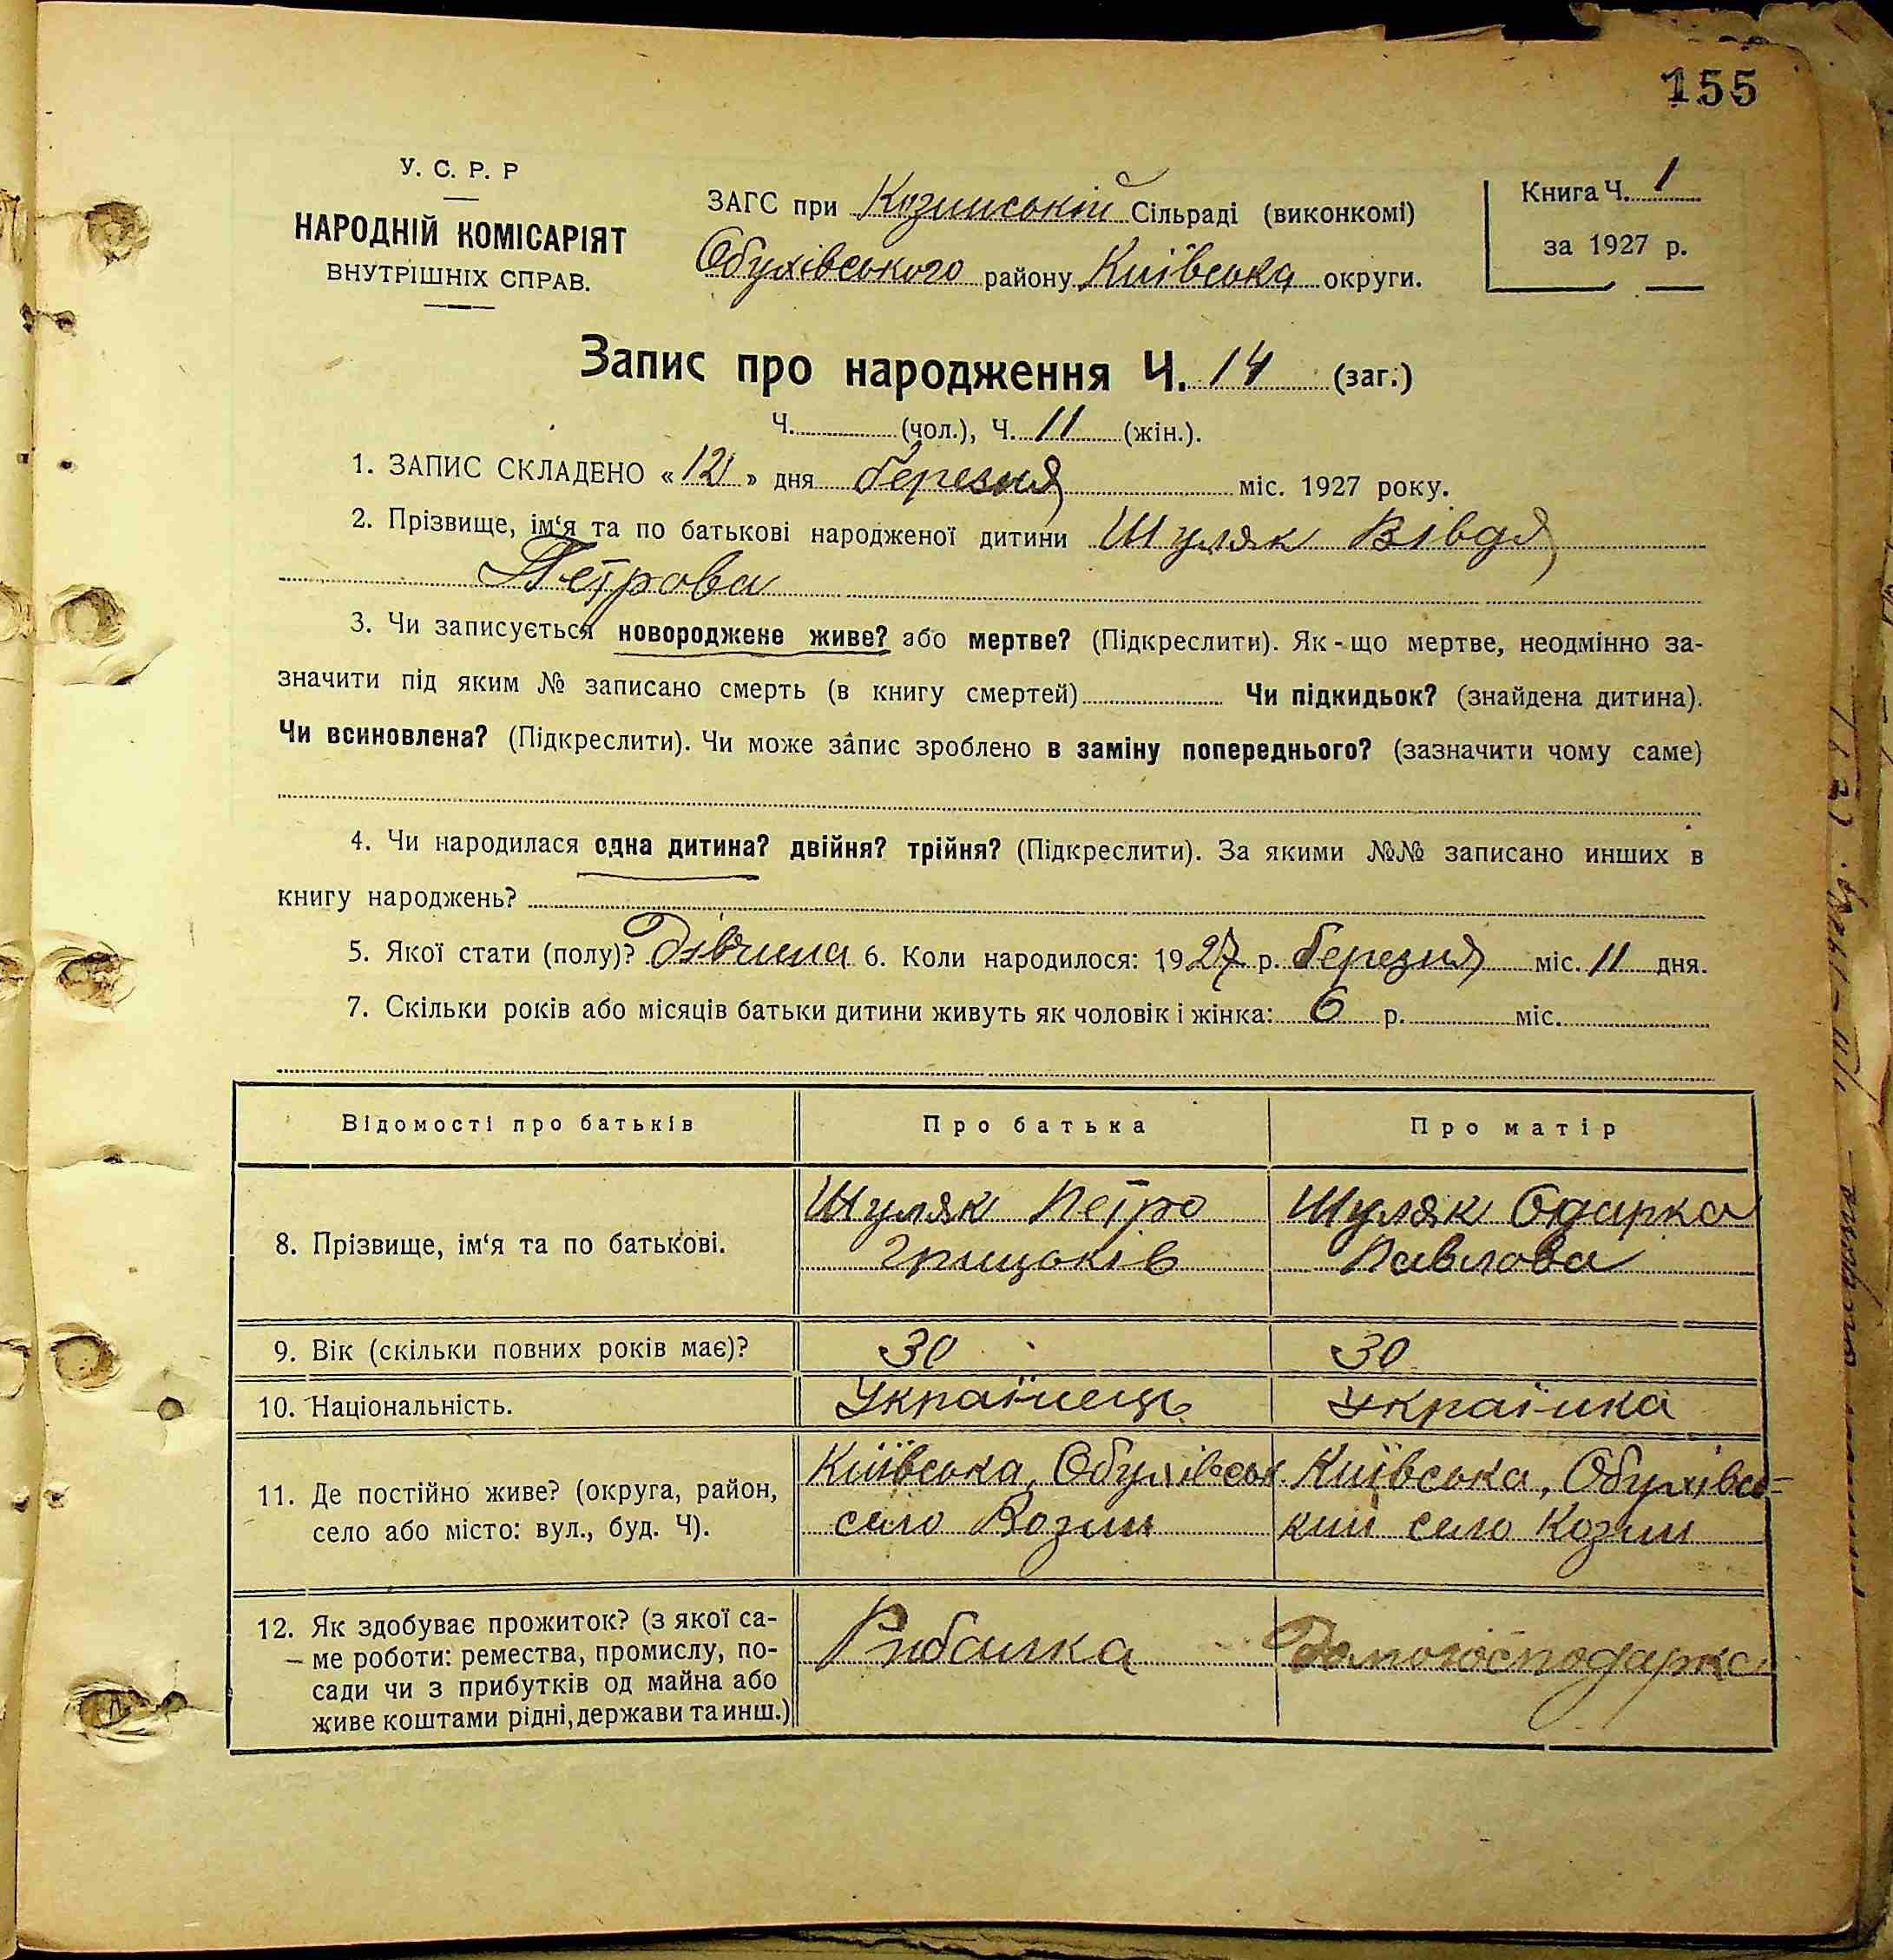 155
У. С. Р. Р
НАРОДНІЙ КОМІСАРІЯТ
ВНУТРІШНІХ СПРАВ.
ЗАГС при Козинській Сільраді (виконкомі)
Обухівського району Київська округи.
Книга Ч. 1
за 1927 р.
Запис про народження Ч. 14 (заг.)
Ч. (чол.), Ч. 11 (жін.).
1. ЗАПИС СКЛАДЕНО «12» дня березня міс. 1927 року.
2. Прізвище, ім‘я та по батькові народженої дитини Шуляк Вівдя
Петрова
3. Чи записується новороджене живе? або мертве? (Підкреслити). Як-що мертве, неодмінно за-
значити під яким № записано смерть (в книгу смертей) Чи підкидьок? (знайдена дитина).
Чи всиновлена? (Підкреслити). Чи може запис зроблено в заміну попереднього? (зазначити чому саме)
4. Чи народилася одна дитина? двійня? трійня? (Підкреслити). За якими №№ записано инших в
книгу народжень?
5. Якої стати (полу)? Дівчина 6. Коли народилося: 1927 р. березня міс. 11 дня.
7. Скільки років або місяців батьки дитини живуть як чоловік і жінка: 6 р. міс.
Відомості про батьків Про батька Про матір
8. Прізвище, ім‘я та по батькові.
Шуляк Петро
Грицьків
Шуляк Одарка
Павлова
9. Вік (скільки повних років має)? 30 30
10. Національність. Українець Українка
11. Де постійно живе? (округа, район,
село або місто: вул., буд. Ч).
Київська, Обухівськ.
село Козин
Київська, Обухівсь-
кий село Козин
12. Як здобуває прожиток? (з якої са-
ме роботи: ремества, промислу, по-
сади чи з прибутків од майна або
живе коштами рідні, держави та инш.)
Рибалка
Домогосподарка